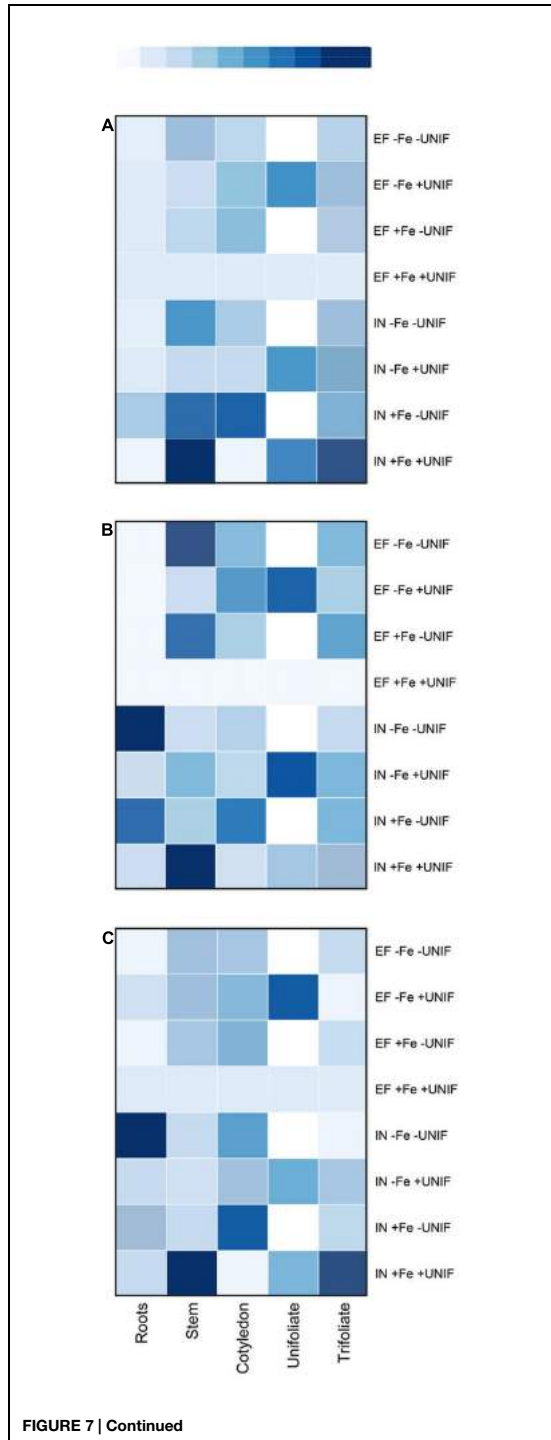 A
EF -Fe -UNIF
EF -Fe +UNIF
EF +Fe -UNIF
EF +Fe +UNIF
IN -Fe -UNIF
IN -Fe +UNIF
IN +Fe -UNIF
IN +Fe +UNIF
B
EF -Fe -UNIF
EF -Fe +UNIF
EF +Fe -UNIF
EF +Fe +UNIF
IN -Fe -UNIF
IN -Fe +UNIF
IN +Fe -UNIF
IN +Fe +UNIF
C
EF -Fe -UNIF
EF -Fe +UNIF
EF +Fe -UNIF
EF +Fe +UNIF
IN -Fe -UNIF
IN -Fe +UNIF
IN +Fe -UNIF
IN +Fe +UNIF
Roots
Stem
Cotyledon
Unifoliate
Trifoliate
FIGURE 7 | Continued